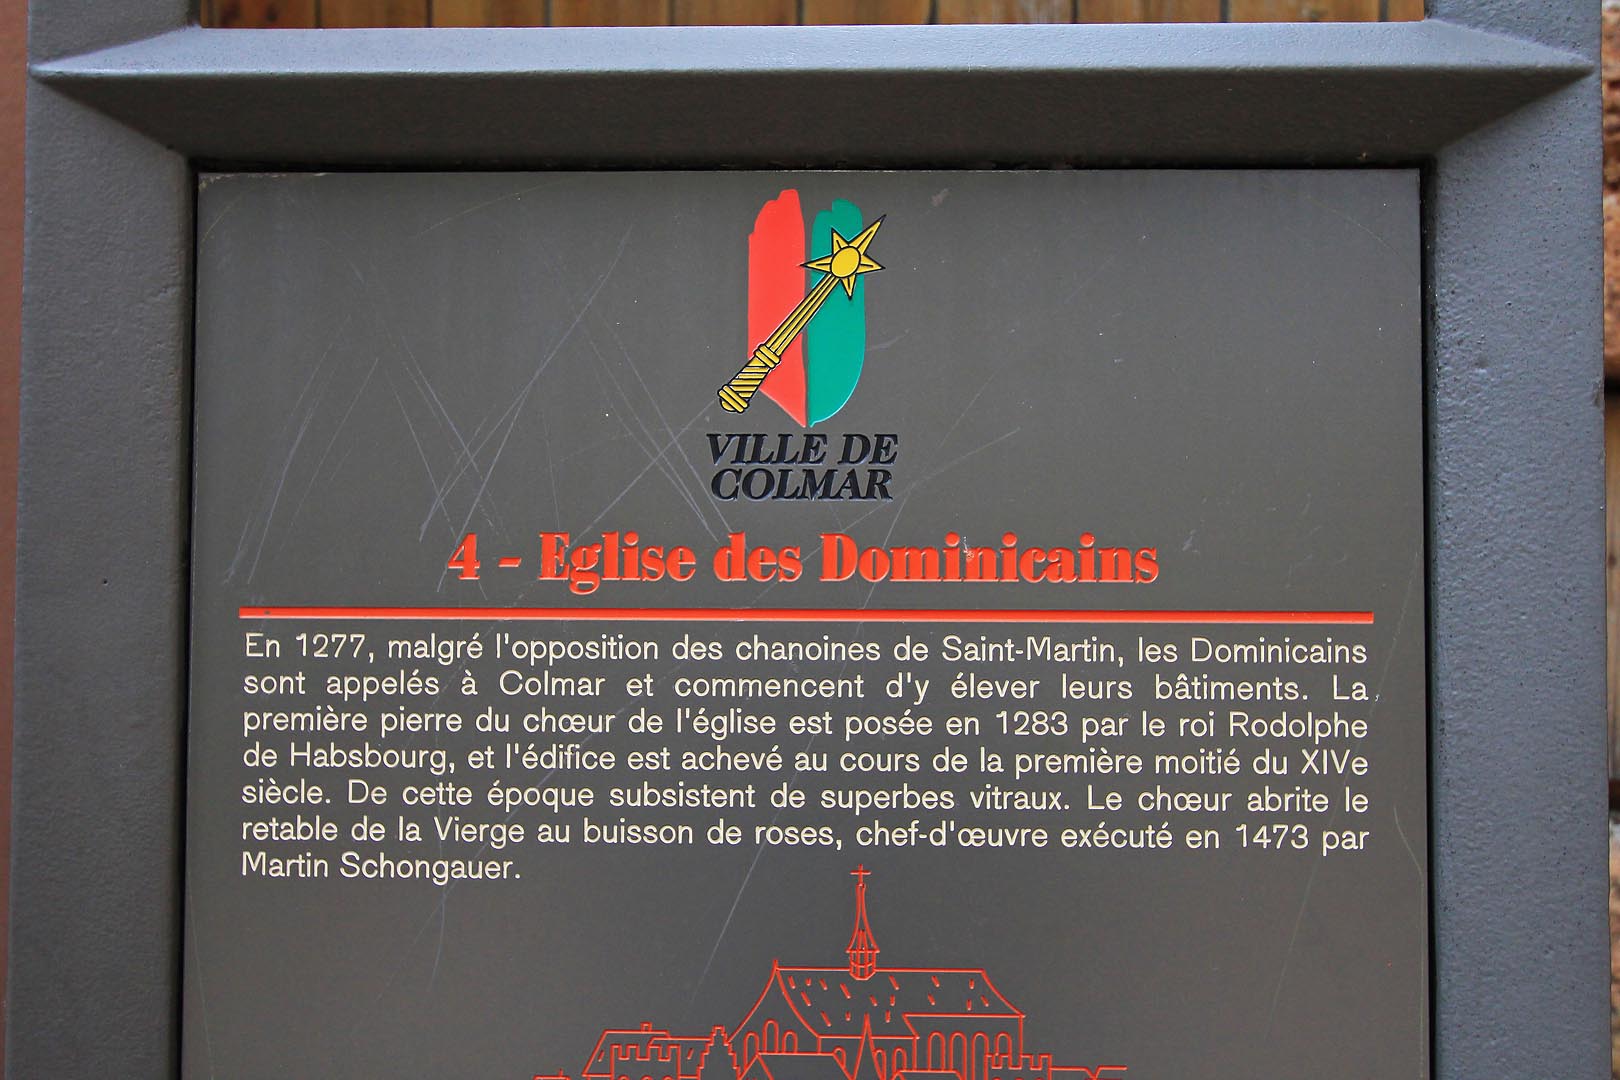 VILLE DE
COLMAR
4 - Eglise des Dominicains
En 1277, malgré l'opposition des chanoines de Saint-Martin, les Dominicains
sont appelés à Colmar et commencent d'y élever leurs bâtiments. La
première pierre du chœur de l'église est posée en 1283 par le roi Rodolphe
de Habsbourg, et l'édifice est achevé au cours de la première moitié du XIVe
siècle. De cette époque subsistent de superbes vitraux. Le chœur abrite le
retable de la Vierge au buisson de roses, chef-d'œuvre exécuté en 1473 par
Martin Schongauer.